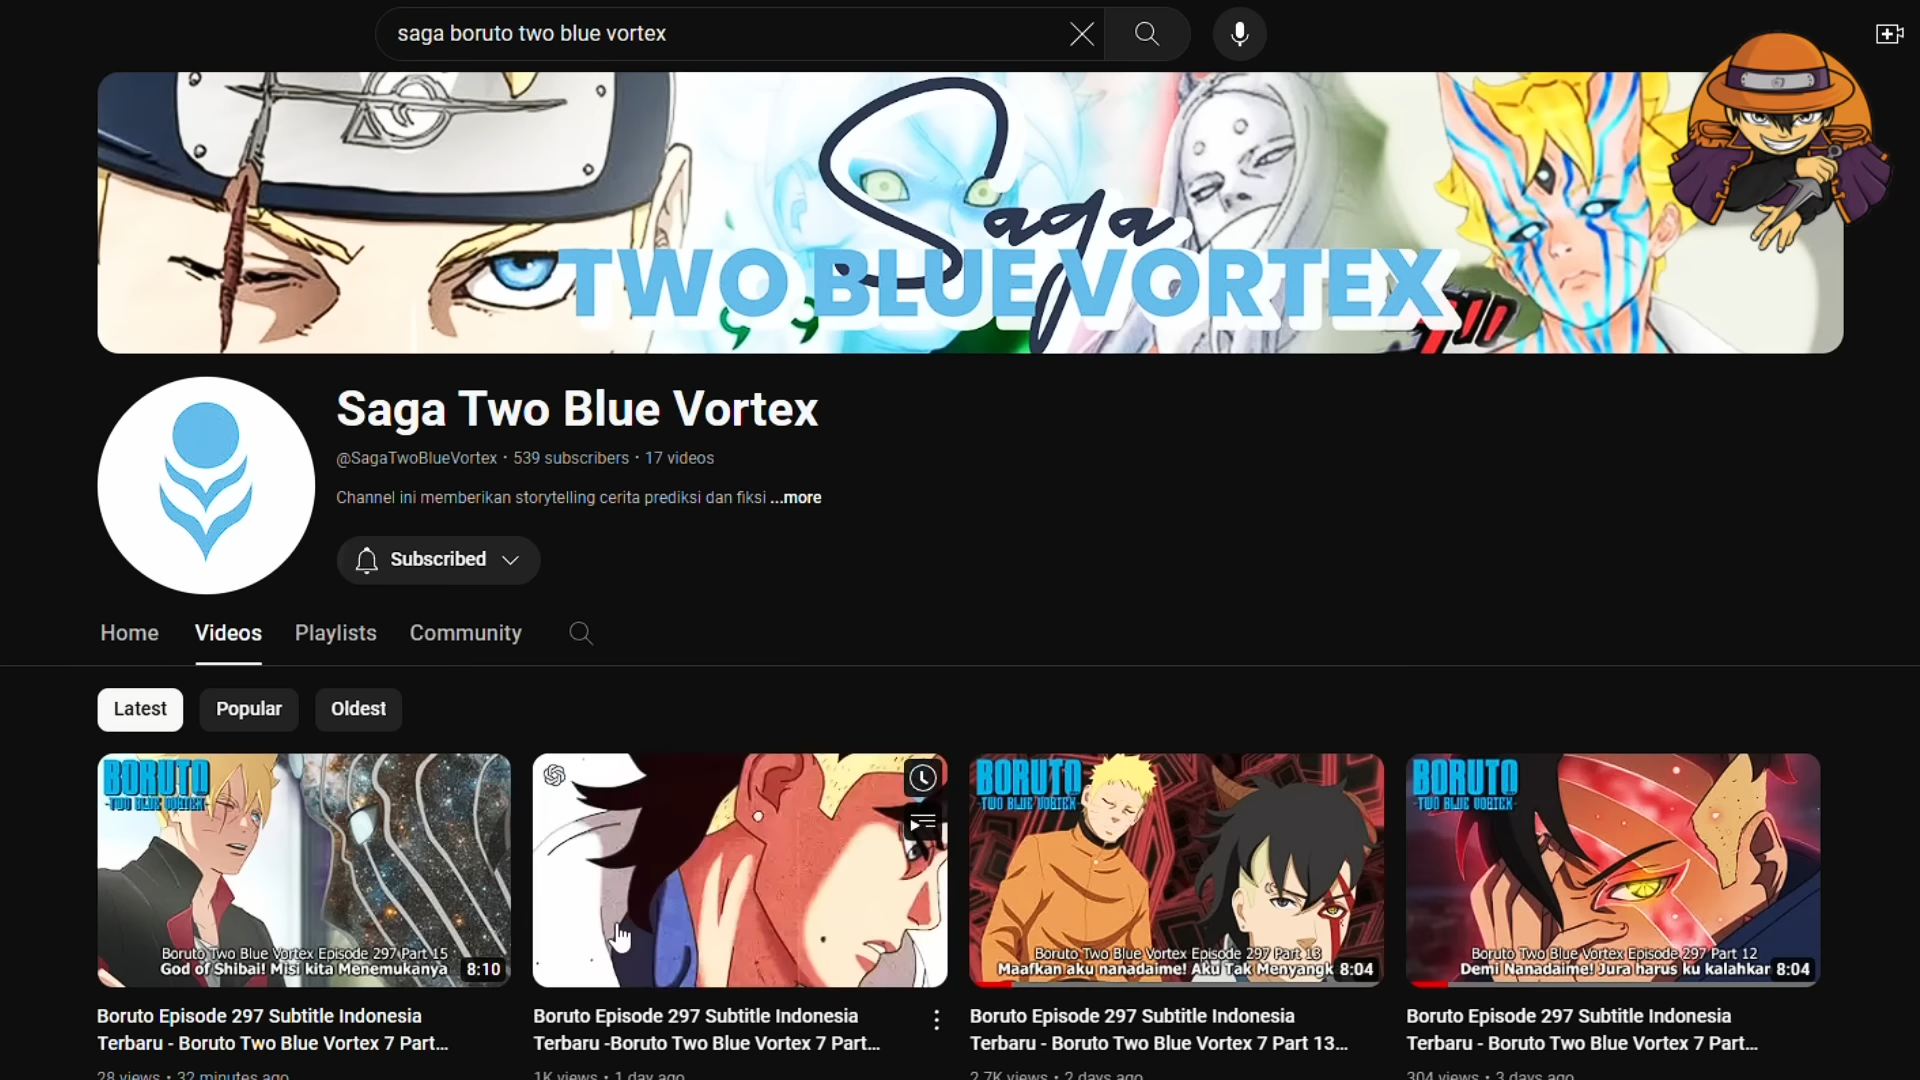 saga boruto two blue vortex
Saga
TWO BLUE VORTEX
Saga Two Blue Vortex
@SagaTwoBlueVortex • 539 subscribers • 17 videos
Channel ini memberikan storytelling cerita prediksi dan fiksi ...more
Subscribed
Home Videos Playlists Community
Latest Popular Oldest
BORUTO
-TWO BLUE VORTEX-
Boruto Two Blue Vortex Episode 297 Part 15
God of Shibai! Misi kita Menemukanya
8:10
BORUTO
-TWO BLUE VORTEX-
Boruto Two Blue Vortex Episode 297 Part 13
Maafkan aku nanadaime! Aku Tak Menyangk
8:04
BORUTO
-TWO BLUE VORTEX-
Boruto Two Blue Vortex Episode 297 Part 12
Demi Nanadaime! Jura harus ku kalahkan
8:04
Boruto Episode 297 Subtitle Indonesia
Terbaru - Boruto Two Blue Vortex 7 Part...
28 views • 32 minutes ago
Boruto Episode 297 Subtitle Indonesia
Terbaru -Boruto Two Blue Vortex 7 Part...
1K views • 1 day ago
Boruto Episode 297 Subtitle Indonesia
Terbaru - Boruto Two Blue Vortex 7 Part 13...
2.7K views • 2 days ago
Boruto Episode 297 Subtitle Indonesia
Terbaru - Boruto Two Blue Vortex 7 Part...
304 views • 3 days ago